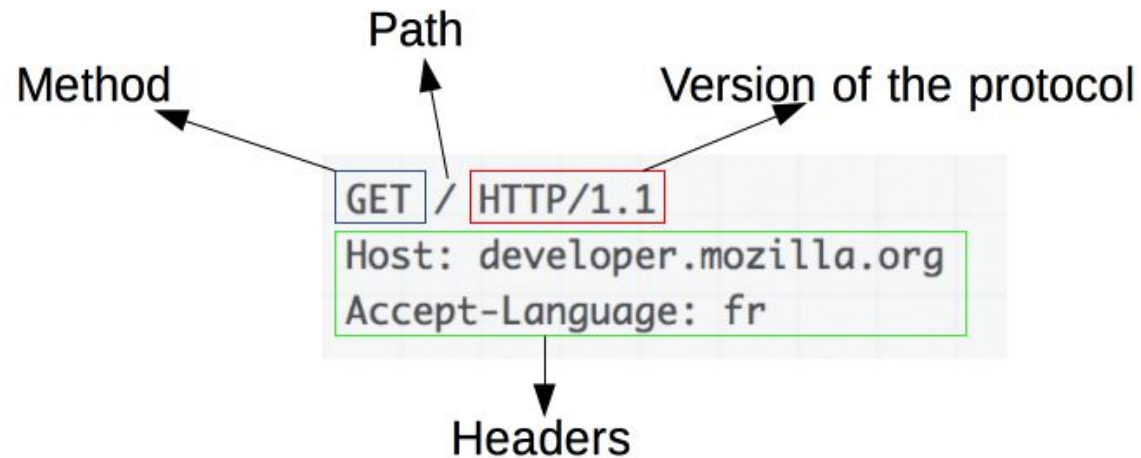 Path
Method
Version of the protocol
GET / HTTP/1.1
Host: developer.mozilla.org
Accept-Language: fr
Headers